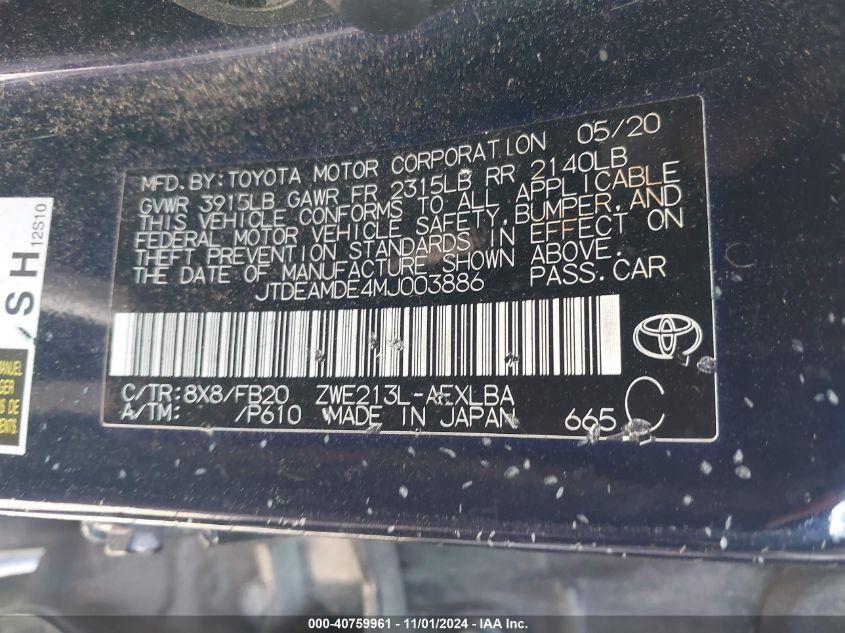 MFD. BY: TOYOTA MOTOR CORPORATION 05/20
GVWR 3915LB GAWR FR 2315LB RR 2140LB
THIS VEHICLE CONFORMS TO ALL APPLICABLE
FEDERAL MOTOR VEHICLE SAFETY, BUMPER, AND
THEFT PREVENTION STANDARDS IN EFFECT ON
THE DATE OF MANUFACTURE SHOWN ABOVE.
JTDEAMDE4MJ003886 PASS. CAR
C/TR: 8X8/FB20 ZWE213L-AEXLBA
A/TM: /P610 MADE IN JAPAN 665 C
SH
12S10
MANUEL
000-40759961 - 11/01/2024 - IAA Inc.